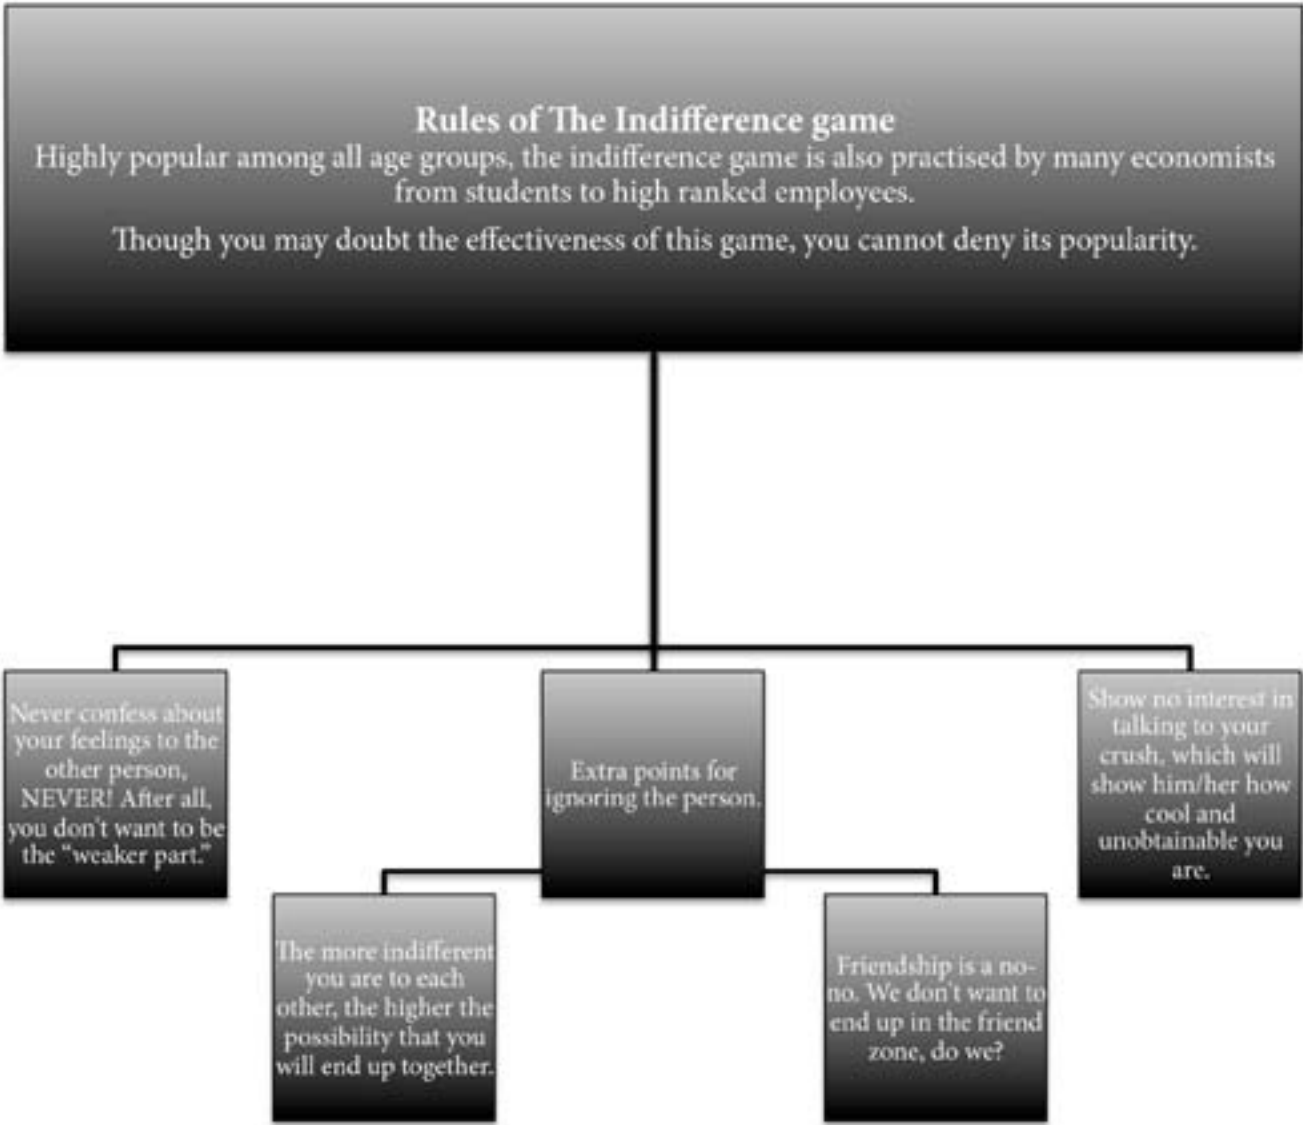 Rules of The Indifference game
Highly popular among all age groups, the indifference game is also practised by many economists
from students to high ranked employees.
Though you may doubt the effectiveness of this game, you cannot deny its popularity.
Never confess about
your feelings to the
other person,
NEVER! After all,
you don't want to be
the “weaker part.”
Extra points for
ignoring the person.
Show no interest in
talking to your
crush, which will
show him/her how
cool and
unobtainable you
are.
The more indifferent
you are to each
other, the higher the
possibility that you
will end up together.
Friendship is a no-
no. We don't want to
end up in the friend
zone, do we?